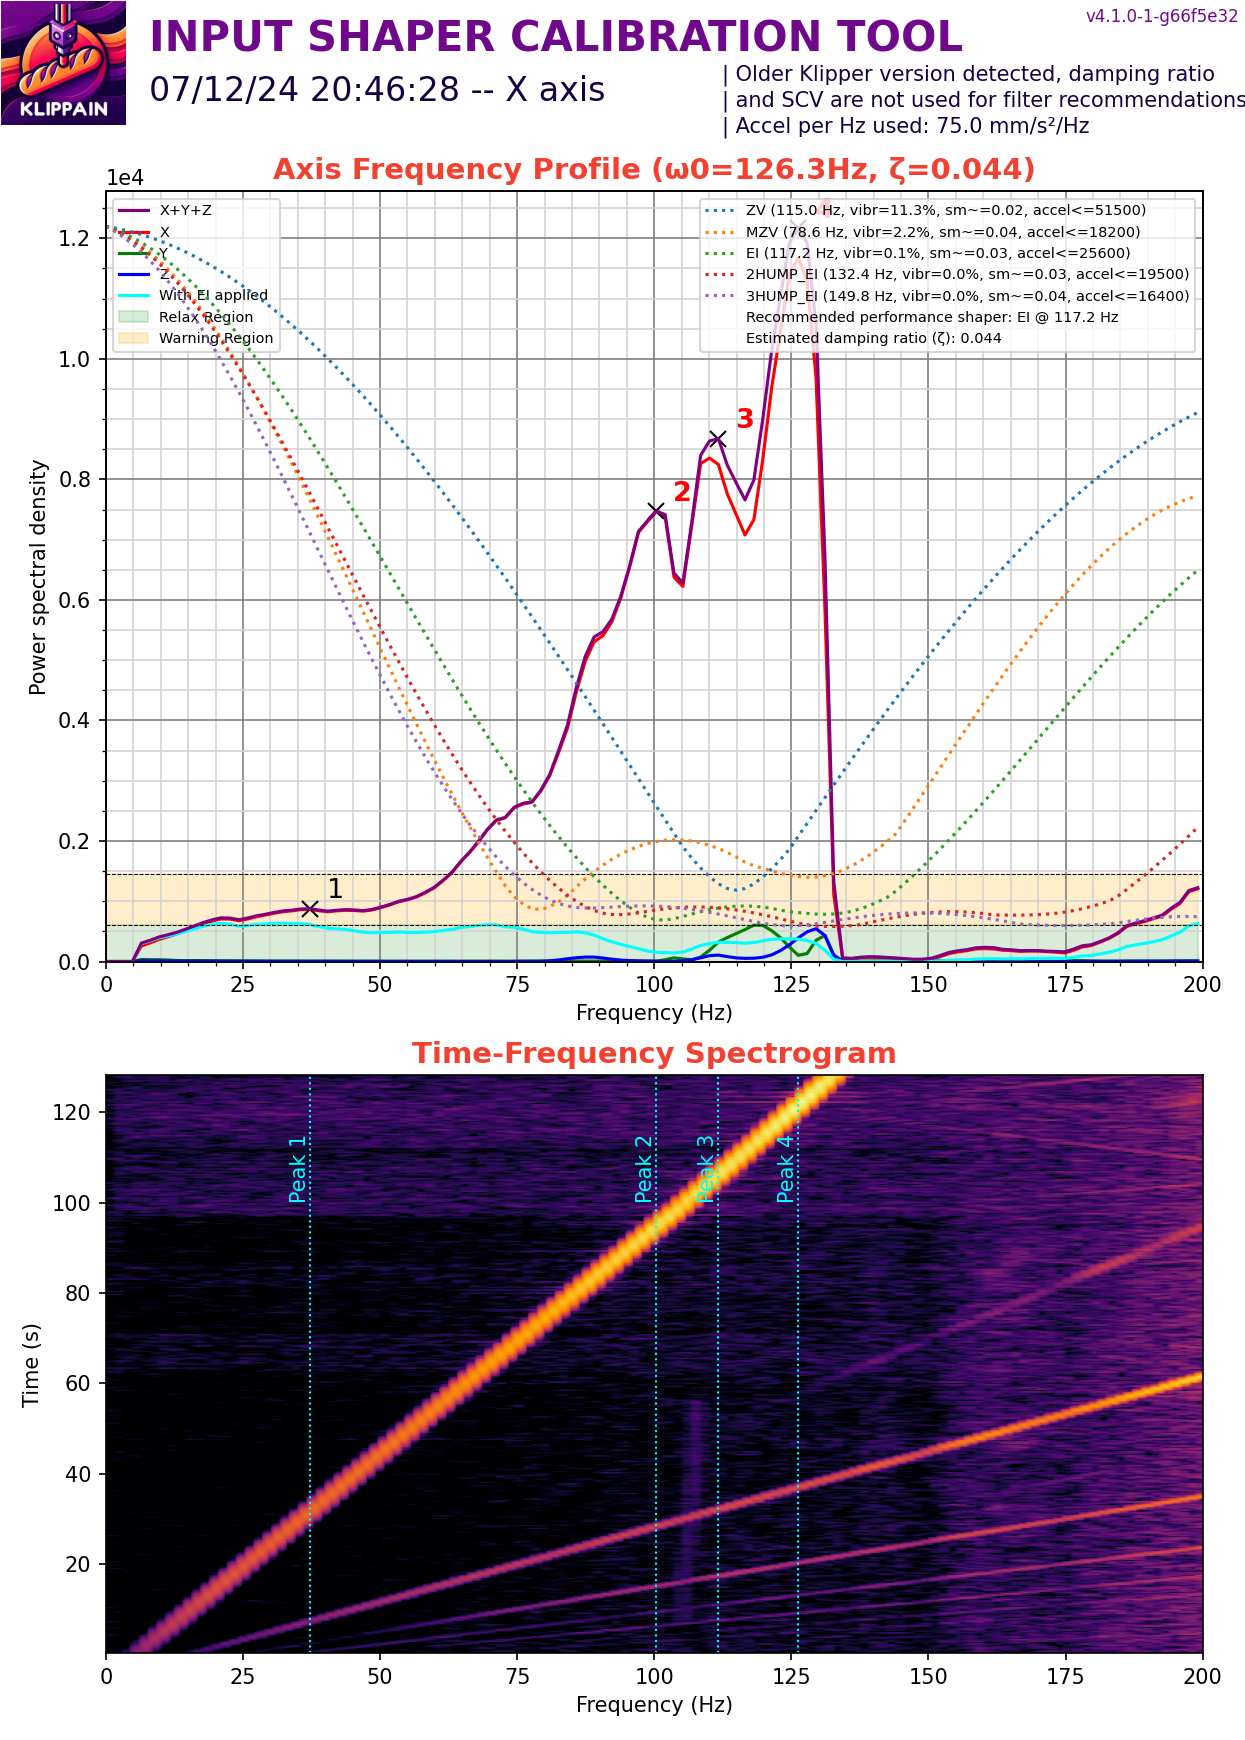 KLIPPAIN
INPUT SHAPER CALIBRATION TOOL
v4.1.0-1-g66f5e32
07/12/24 20:46:28 -- X axis
| Older Klipper version detected, damping ratio
| and SCV are not used for filter recommendations
| Accel per Hz used: 75.0 mm/s²/Hz
Axis Frequency Profile (ω0=126.3Hz, ζ=0.044)
1e4
X+Y+Z
X
Y
Z
With EI applied
Relax Region
Warning Region
ZV (115.0 Hz, vibr=11.3%, sm~=0.02, accel<=51500)
MZV (78.6 Hz, vibr=2.2%, sm~=0.04, accel<=18200)
EI (117.2 Hz, vibr=0.1%, sm~=0.03, accel<=25600)
2HUMP_EI (132.4 Hz, vibr=0.0%, sm~=0.03, accel<=19500)
3HUMP_EI (149.8 Hz, vibr=0.0%, sm~=0.04, accel<=16400)
Recommended performance shaper: EI @ 117.2 Hz
Estimated damping ratio (ζ): 0.044
4
3
2
1
Power spectral density
1.2
1.0
0.8
0.6
0.4
0.2
0.0
0 25 50 75 100 125 150 175 200
Frequency (Hz)
Time-Frequency Spectrogram
Peak 1
Peak 2
Peak 3
Peak 4
Time (s)
120
100
80
60
40
20
0 25 50 75 100 125 150 175 200
Frequency (Hz)